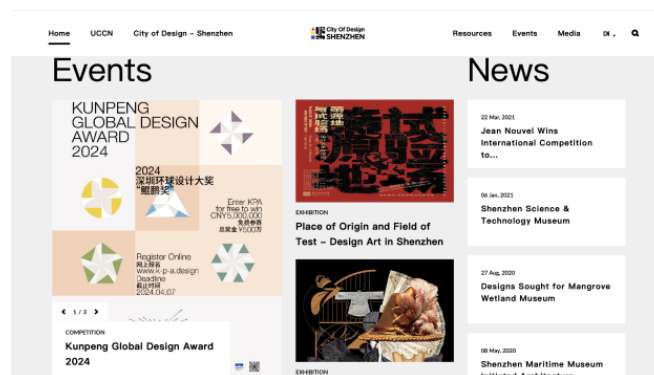 Home
UCCN
City of Design - Shenzhen
City Of Design
SHENZHEN
Resources
Events
Media
Events
KUNPENG
GLOBAL DESIGN
AWARD
2024
2024
深圳环球设计大奖
“鲲鹏奖”
Enter KPA
for free to win
CNY5,000,000
免费参赛
总奖金 ¥500万
Register Online
网上报名
www.k-p-a.design
Deadline
截止时间
2024.04.07
1 / 3
COMPETITION
Kunpeng Global Design Award
2024
试验场
EXHIBITION
Place of Origin and Field of
Test - Design Art in Shenzhen
EXHIBITION
News
22 Mar, 2021
Jean Nouvel Wins
International Competition
to...
06 Jan, 2021
Shenzhen Science &
Technology Museum
27 Aug, 2020
Designs Sought for Mangrove
Wetland Museum
08 May, 2020
Shenzhen Maritime Museum
Initiated Architecture